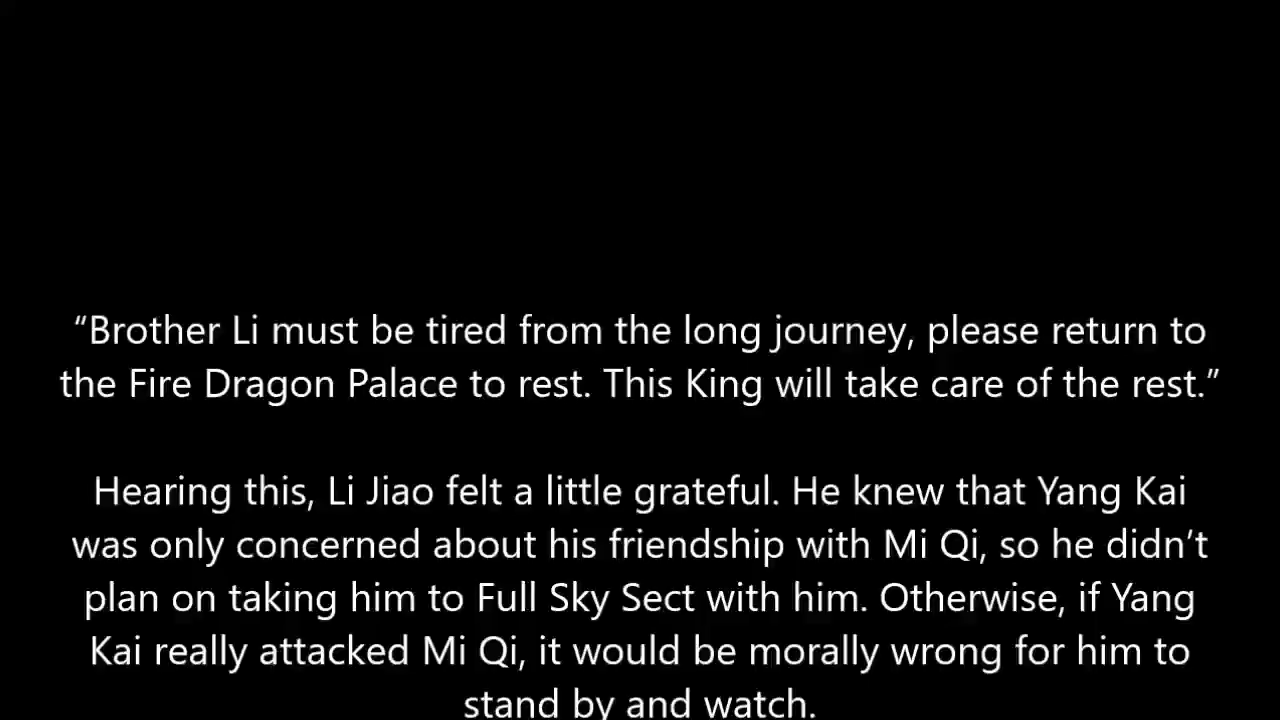 “Brother Li must be tired from the long journey, please return to
the Fire Dragon Palace to rest. This King will take care of the rest.”
Hearing this, Li Jiao felt a little grateful. He knew that Yang Kai
was only concerned about his friendship with Mi Qi, so he didn’t
plan on taking him to Full Sky Sect with him. Otherwise, if Yang
Kai really attacked Mi Qi, it would be morally wrong for him to
stand by and watch.